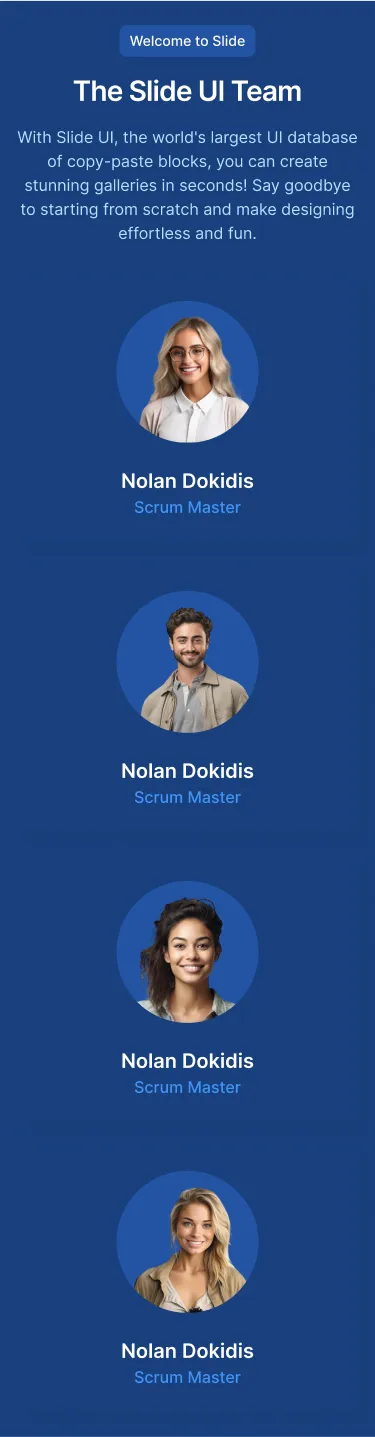 Welcome to Slide
The Slide UI Team
With Slide UI, the world's largest UI database
of copy-paste blocks, you can create
stunning galleries in seconds! Say goodbye
to starting from scratch and make designing
effortless and fun.
Nolan Dokidis
Scrum Master
Nolan Dokidis
Scrum Master
Nolan Dokidis
Scrum Master
Nolan Dokidis
Scrum Master